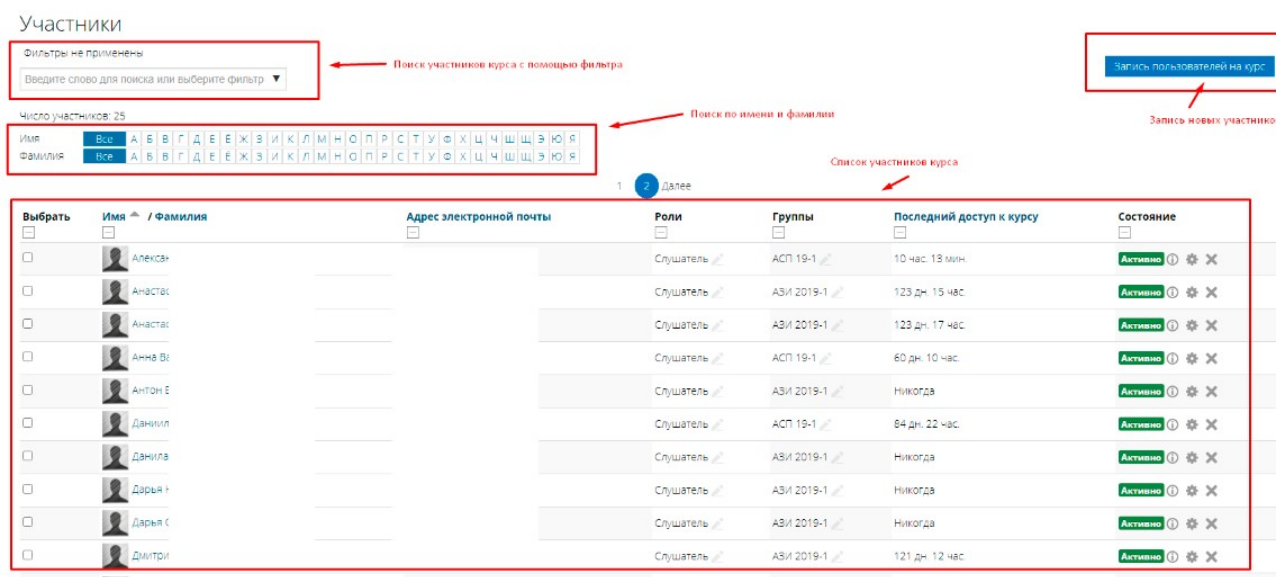 Участники
Фильтры не применены
Введите слово для поиска или выберите фильтр ▼
Поиск участников курса с помощью фильтра
Запись пользователей на курс
Число участников: 25
Поиск по имени и фамилии
Запись новых участнико
Имя Все А Б В Г Д Е Ё Ж З И К Л М Н О П Р С Т У Ф Х Ц Ч Ш Щ Э Ю Я
Фамилия Все А Б В Г Д Е Ё Ж З И К Л М Н О П Р С Т У Ф Х Ц Ч Ш Щ Э Ю Я
Список участников курса
1 2 Далее
Выбрать Имя / Фамилия Адрес электронной почты Роли Группы Последний доступ к курсу Состояние
Алексан Слушатель АСП 19-1 10 час. 13 мин. Активно
Анастас Слушатель АЗИ 2019-1 123 дн. 15 час. Активно
Анастас Слушатель АЗИ 2019-1 123 дн. 17 час. Активно
Анна Ва Слушатель АСП 19-1 60 дн. 10 час. Активно
Антон Слушатель АЗИ 2019-1 Никогда Активно
Даниил Слушатель АСП 19-1 84 дн. 22 час. Активно
Данила Слушатель АЗИ 2019-1 Никогда Активно
Дарья Слушатель АЗИ 2019-1 Никогда Активно
Дарья Слушатель АЗИ 2019-1 Никогда Активно
Дмитри Слушатель АЗИ 2019-1 121 дн. 12 час. Активно